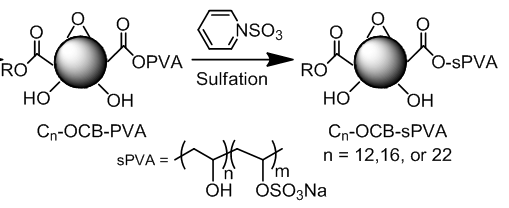 O
O
O
NSO₃
O
O
O
RO
OPVA
RO
O-sPVA
Sulfation
HO
OH
HO
OH
Cₙ-OCB-PVA
Cₙ-OCB-sPVA
n = 12,16, or 22
sPVA =
n
m
OH
OSO₃Na